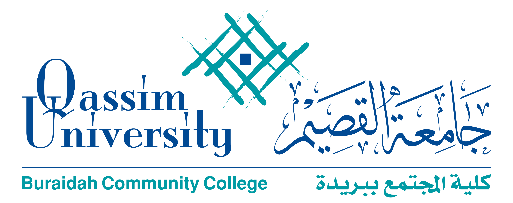 Qassim
University
جامعة القصيم
Buraidah Community College
كلية المجتمع ببريدة